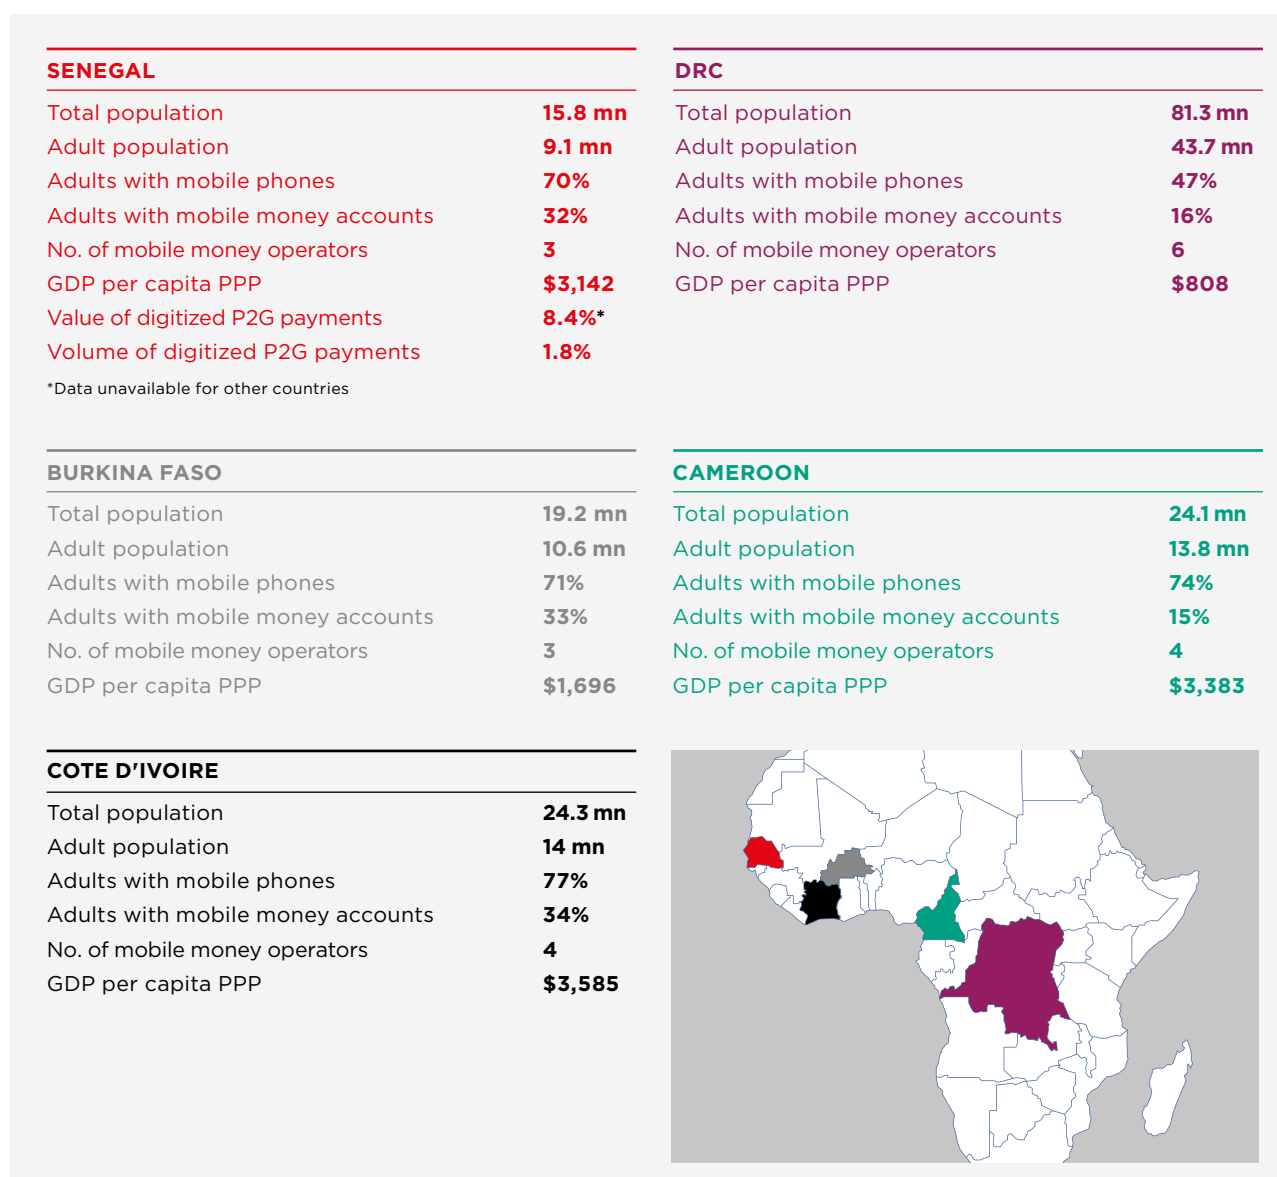 SENEGAL
Total population 15.8 mn
Adult population 9.1 mn
Adults with mobile phones 70%
Adults with mobile money accounts 32%
No. of mobile money operators 3
GDP per capita PPP $3,142
Value of digitized P2G payments 8.4%*
Volume of digitized P2G payments 1.8%
*Data unavailable for other countries
DRC
Total population 81.3 mn
Adult population 43.7 mn
Adults with mobile phones 47%
Adults with mobile money accounts 16%
No. of mobile money operators 6
GDP per capita PPP $808
BURKINA FASO
Total population 19.2 mn
Adult population 10.6 mn
Adults with mobile phones 71%
Adults with mobile money accounts 33%
No. of mobile money operators 3
GDP per capita PPP $1,696
CAMEROON
Total population 24.1 mn
Adult population 13.8 mn
Adults with mobile phones 74%
Adults with mobile money accounts 15%
No. of mobile money operators 4
GDP per capita PPP $3,383
COTE D'IVOIRE
Total population 24.3 mn
Adult population 14 mn
Adults with mobile phones 77%
Adults with mobile money accounts 34%
No. of mobile money operators 4
GDP per capita PPP $3,585